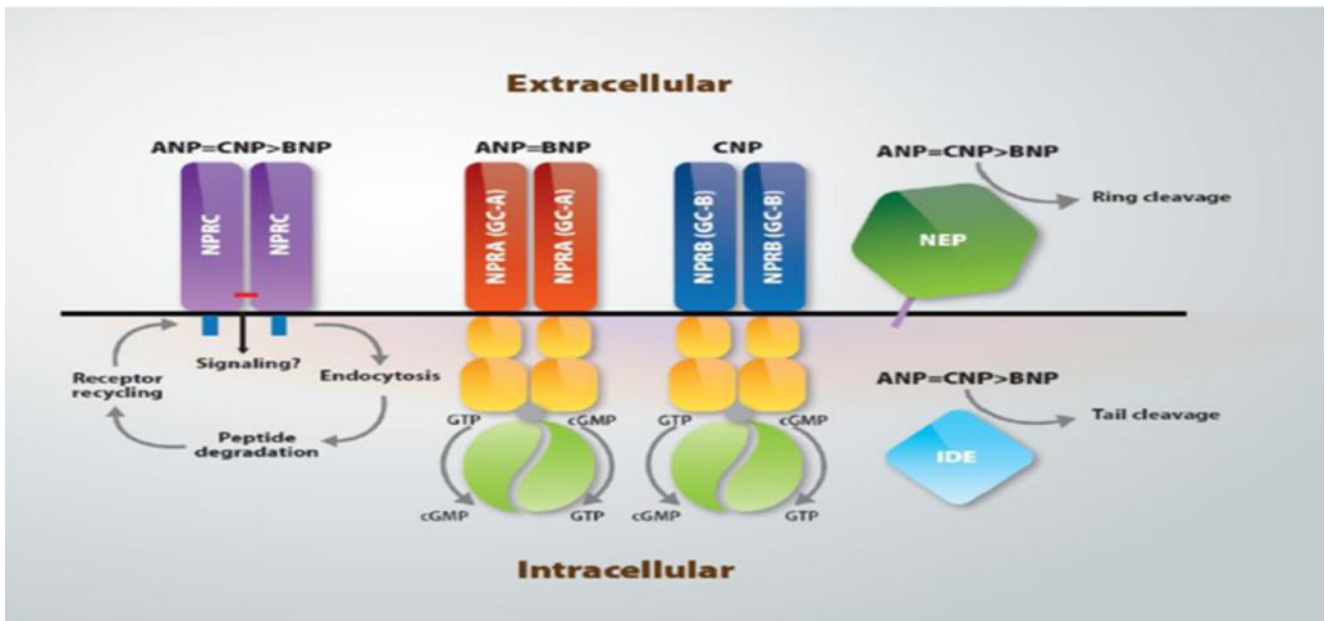 Extracellular
ANP=CNP>BNP
ANP=BNP
CNP
ANP=CNP>BNP
NPRC
NPRC
NPRA (GC-A)
NPRA (GC-A)
NPRB (GC-B)
NPRB (GC-B)
NEP
Ring cleavage
Signaling?
Endocytosis
Receptor
recycling
Peptide
degradation
GTP
cGMP
cGMP
GTP
GTP
cGMP
cGMP
GTP
ANP=CNP>BNP
Tail cleavage
IDE
Intracellular